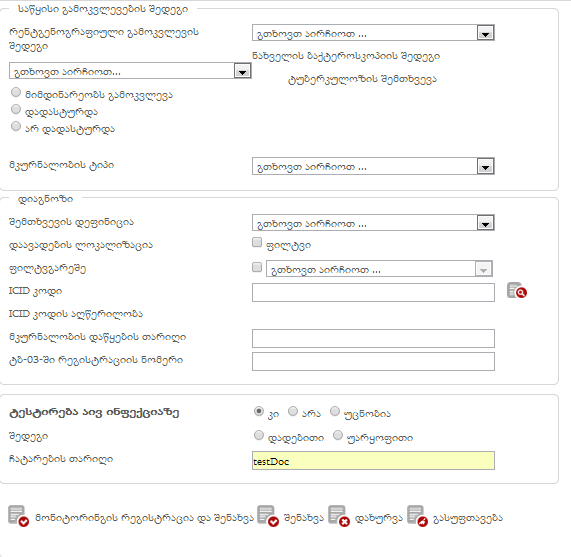 საწყისი გამოკვლევების შედეგი
რენტგენოგრაფიული გამოკვლევის შედეგი
გთხოვთ აირჩიოთ ...
ნახველის ბაქტეროსკოპიის შედეგი
გთხოვთ აირჩიოთ...
ტუბერკულოზის შემთხვევა
მიმდინარეობს გამოკვლევა
დადასტურდა
არ დადასტურდა
მკურნალობის ტიპი
გთხოვთ აირჩიოთ ...
დიაგნოზი
შემთხვევის დეფინიცია
გთხოვთ აირჩიოთ ...
დაავადების ლოკალიზაცია
ფილტვი
ფილტვგარეშე
გთხოვთ აირჩიოთ ...
ICID კოდი
ICID კოდის აღწერილობა
მკურნალობის დაწყების თარიღი
ტბ-03-ში რეგისტრაციის ნომერი
ტესტირება აივ ინფექციაზე
კი არა უცნობია
შედეგი
დადებითი უარყოფითი
ჩატარების თარიღი
testDoc
მონიტორინგის რეგისტრაცია და შენახვა შენახვა დახურვა გასუფთავება